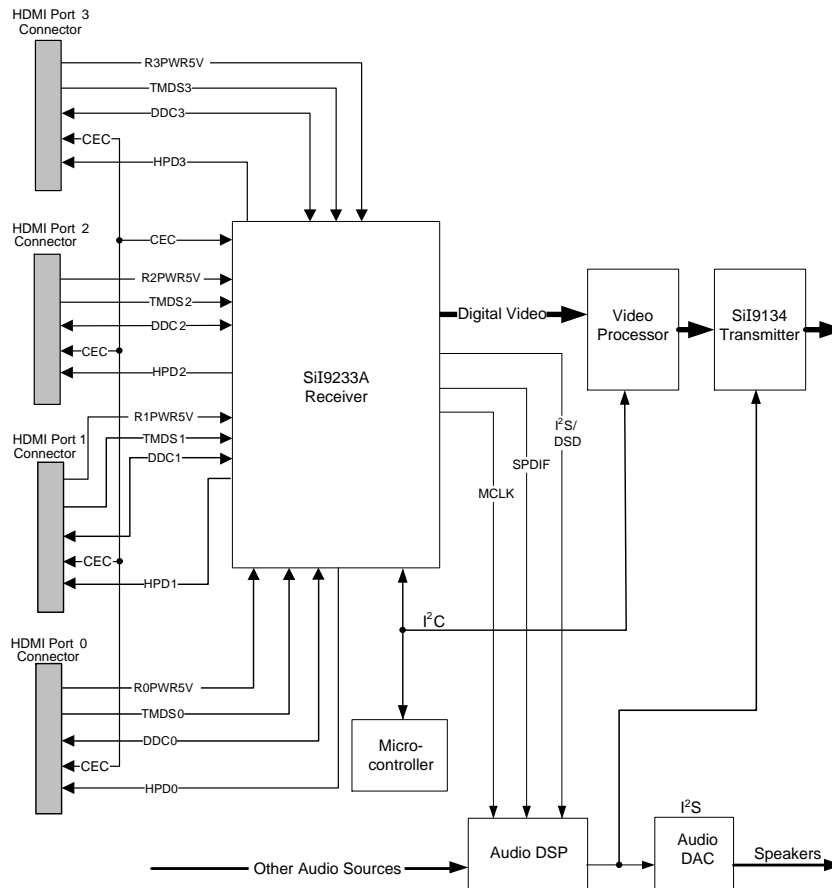 HDMI Port 3
Connector
R3PWR5V
TMDS3
DDC3
CEC
HPD3
HDMI Port 2
Connector
CEC
R2PWR5V
TMDS2
DDC2
CEC
HPD2
HDMI Port 1
Connector
R1PWR5V
TMDS1
DDC1
CEC
HPD1
HDMI Port 0
Connector
R0PWR5V
TMDS0
DDC0
CEC
HPD0
SiI9233A
Receiver
Digital Video
Video
Processor
SiI9134
Transmitter
I²S/
DSD
SPDIF
MCLK
I²C
Micro-
controller
Other Audio Sources
Audio DSP
I²S
Audio
DAC
Speakers